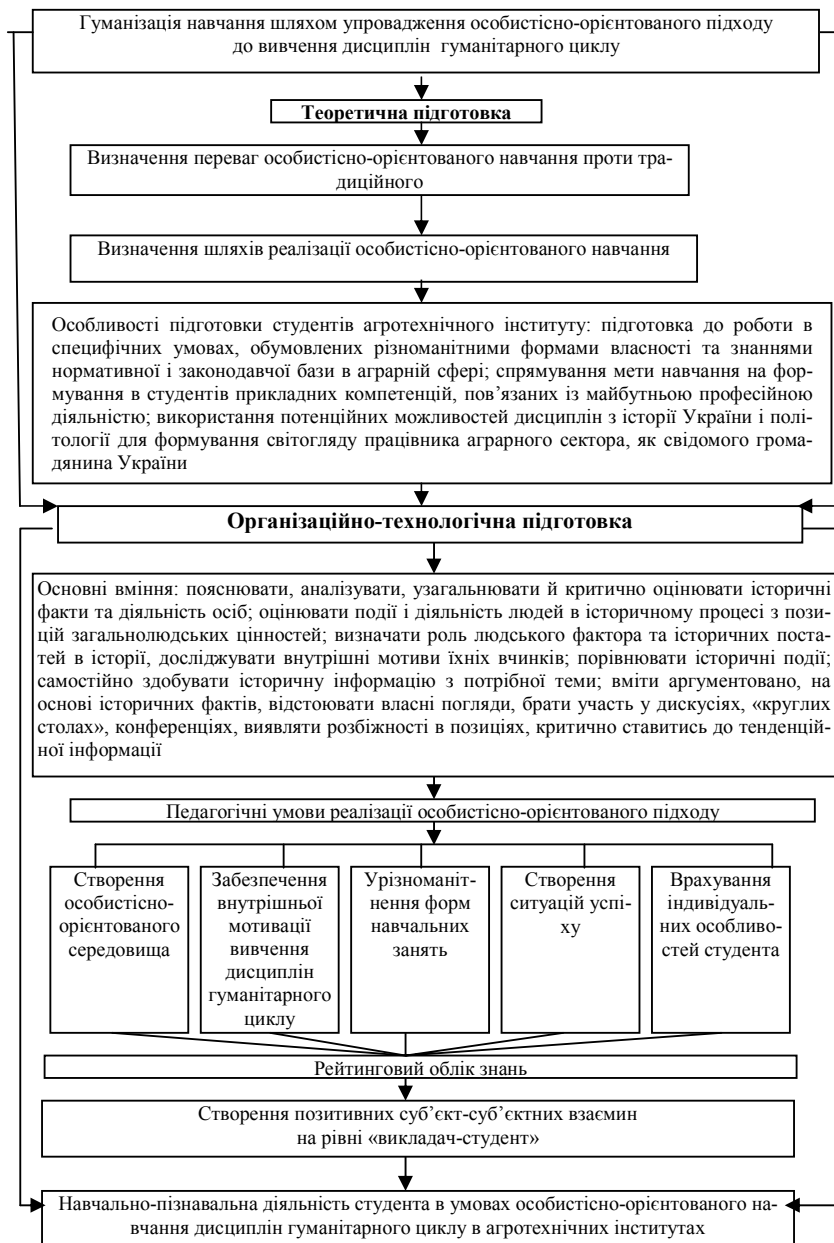 Гуманізація навчання шляхом упровадження особистісно-орієнтованого підходу
до вивчення дисциплін гуманітарного циклу
Теоретична підготовка
Визначення переваг особистісно-орієнтованого навчання проти тра-
диційного
Визначення шляхів реалізації особистісно-орієнтованого навчання
Особливості підготовки студентів агротехнічного інституту: підготовка до роботи в
специфічних умовах, обумовлених різноманітними формами власності та знаннями
нормативної і законодавчої бази в аграрній сфері; спрямування мети навчання на фор-
мування в студентів прикладних компетенцій, пов’язаних із майбутньою професійною
діяльністю; використання потенційних можливостей дисциплін з історії України і полі-
тології для формування світогляду працівника аграрного сектора, як свідомого грома-
дянина України
Організаційно-технологічна підготовка
Основні вміння: пояснювати, аналізувати, узагальнювати й критично оцінювати історичні
факти та діяльність осіб; оцінювати події і діяльність людей в історичному процесі з пози-
цій загальнолюдських цінностей; визначати роль людського фактора та історичних поста-
тей в історії, досліджувати внутрішні мотиви їхніх вчинків; порівнювати історичні події;
самостійно здобувати історичну інформацію з потрібної теми; вміти аргументовано, на
основі історичних фактів, відстоювати власні погляди, брати участь у дискусіях, «круглих
столах», конференціях, виявляти розбіжності в позиціях, критично ставитись до тенденцій-
ної інформації
Педагогічні умови реалізації особистісно-орієнтованого підходу
Створення
особистісно-
орієнтованого
середовища
Забезпечення
внутрішньої
мотивації
вивчення
дисциплін
гуманітарного
циклу
Урізноманіт-
нення форм
навчальних
занять
Створення
ситуацій успі-
ху
Врахування
індивідуаль-
них особливо-
стей студента
Рейтинговий облік знань
Створення позитивних суб’єкт-суб’єктних взаємин
на рівні «викладач-студент»
Навчально-пізнавальна діяльність студента в умовах особистісно-орієнтованого на-
вчання дисциплін гуманітарного циклу в агротехнічних інститутах